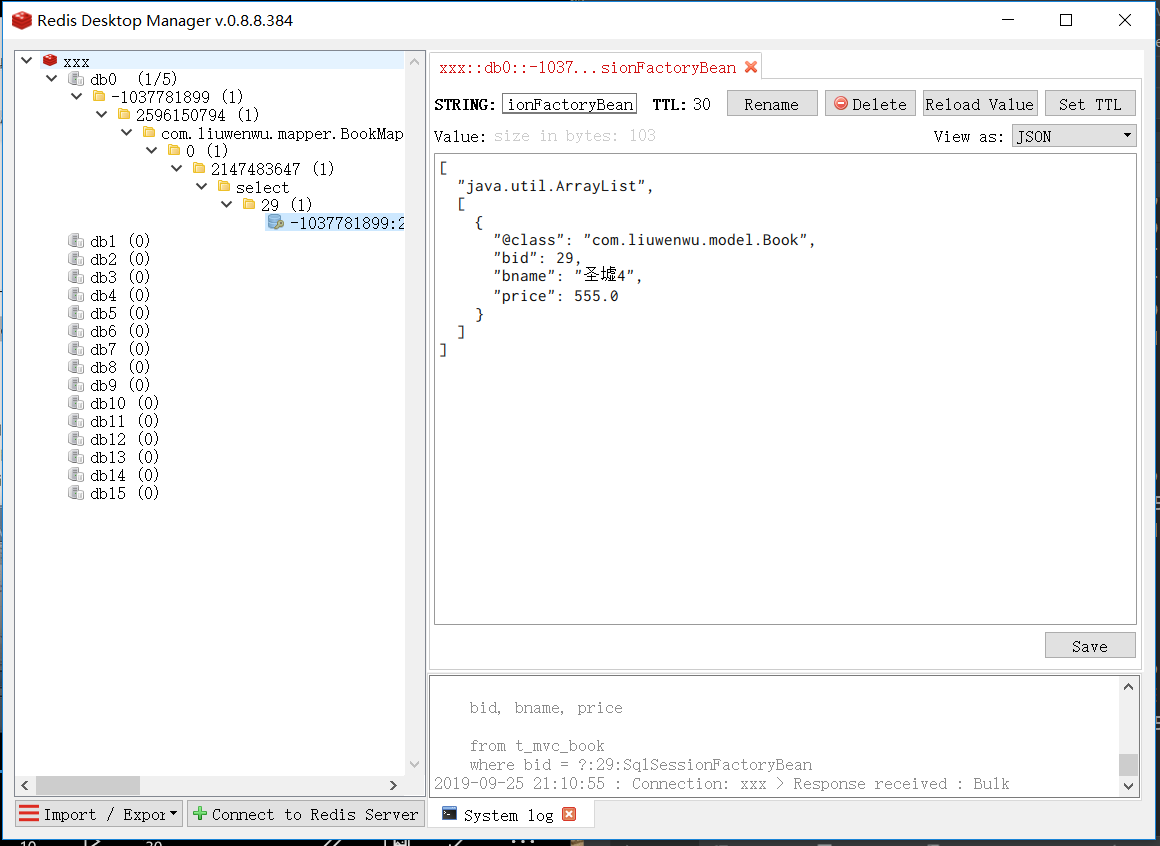 Redis Desktop Manager v.0.8.8.384
xxx
db0 (1/5)
-1037781899 (1)
2596150794 (1)
com.liuwenwu.mapper.BookMap
0 (1)
2147483647 (1)
select
29 (1)
-1037781899:2
db1 (0)
db2 (0)
db3 (0)
db4 (0)
db5 (0)
db6 (0)
db7 (0)
db8 (0)
db9 (0)
db10 (0)
db11 (0)
db12 (0)
db13 (0)
db14 (0)
db15 (0)
Import / Expor
Connect to Redis Server
xxx::db0::-1037...sionFactoryBean
STRING: ionFactoryBean TTL: 30 Rename Delete Reload Value Set TTL
Value: size in bytes: 103 View as: JSON
[
"java.util.ArrayList",
[
{
"@class": "com.liuwenwu.model.Book",
"bid": 29,
"bname": "圣墟4",
"price": 555.0
}
]
]
Save
bid, bname, price
from t_mvc_book
where bid = ?:29:SqlSessionFactoryBean
2019-09-25 21:10:55 : Connection: xxx > Response received : Bulk
System log